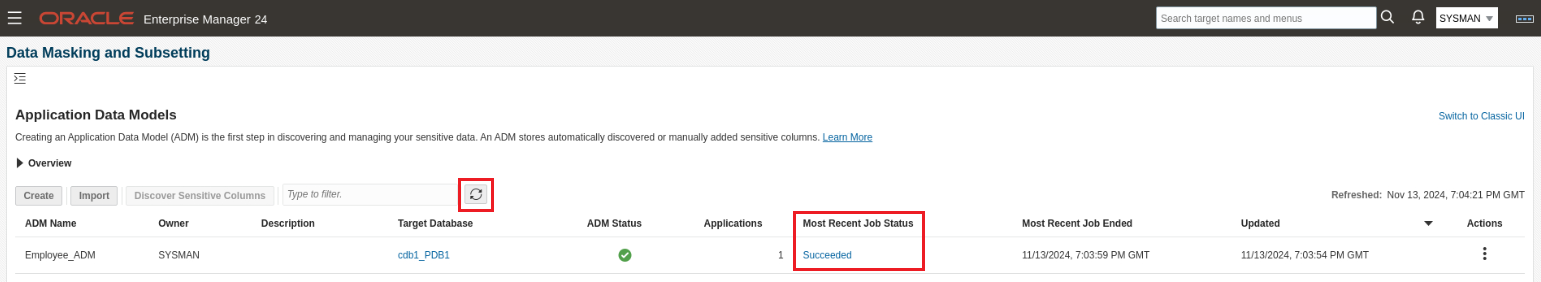 ORACLE Enterprise Manager 24 Search target names and menus SYSMAN
Data Masking and Subsetting
Application Data Models
Switch to Classic UI
Creating an Application Data Model (ADM) is the first step in discovering and managing your sensitive data. An ADM stores automatically discovered or manually added sensitive columns. Learn More
Overview
Create Import Discover Sensitive Columns Type to filter. Refreshed: Nov 13, 2024, 7:04:21 PM GMT
ADM Name Owner Description Target Database ADM Status Applications Most Recent Job Status Most Recent Job Ended Updated Actions
Employee_ADM SYSMAN cdb1_PDB1 1 Succeeded 11/13/2024, 7:03:59 PM GMT 11/13/2024, 7:03:54 PM GMT